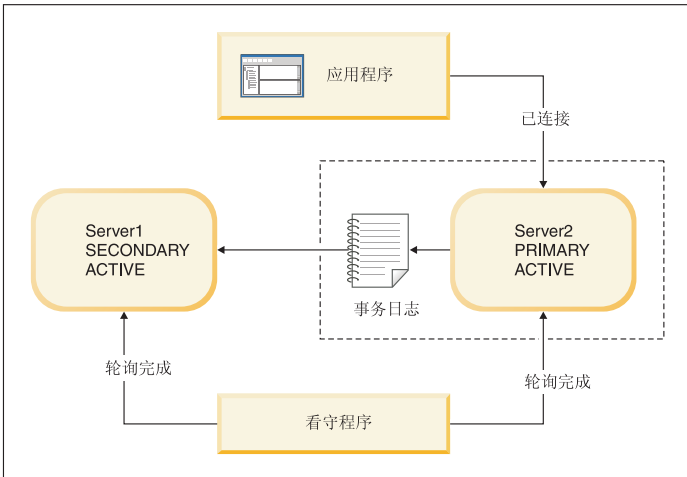 应用程序
已连接
Server1
SECONDARY
ACTIVE
Server2
PRIMARY
ACTIVE
事务日志
轮询完成
轮询完成
看守程序